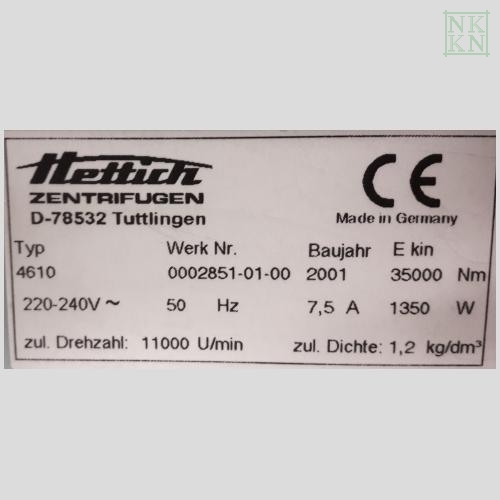 NK
KN
Hettich
ZENTRIFUGEN
D-78532 Tuttlingen
CE
Made in Germany
Typ Werk Nr. Baujahr E kin
4610 0002851-01-00 2001 35000 Nm
220-240V ~ 50 Hz 7,5 A 1350 W
zul. Drehzahl: 11000 U/min zul. Dichte: 1,2 kg/dm³